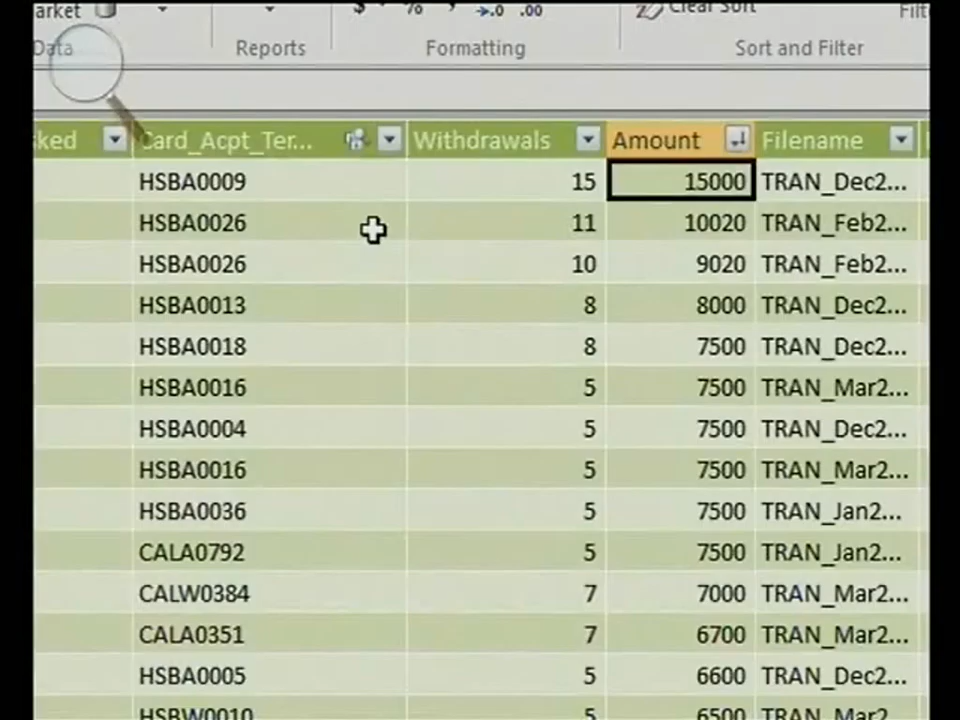 arket $ % , .0 .00 Clear Sort Filt
Data Reports Formatting Sort and Filter
ked Card_Acpt_Ter... Withdrawals Amount Filename
HSBA0009 15 15000 TRAN_Dec2...
HSBA0026 11 10020 TRAN_Feb2...
HSBA0026 10 9020 TRAN_Feb2...
HSBA0013 8 8000 TRAN_Dec2...
HSBA0018 8 7500 TRAN_Dec2...
HSBA0016 5 7500 TRAN_Mar2...
HSBA0004 5 7500 TRAN_Dec2...
HSBA0016 5 7500 TRAN_Mar2...
HSBA0036 5 7500 TRAN_Jan2...
CALA0792 5 7500 TRAN_Jan2...
CALW0384 7 7000 TRAN_Mar2...
CALA0351 7 6700 TRAN_Mar2...
HSBA0005 5 6600 TRAN_Dec2...
HSBW0010 5 6500 TRAN_Mar2...